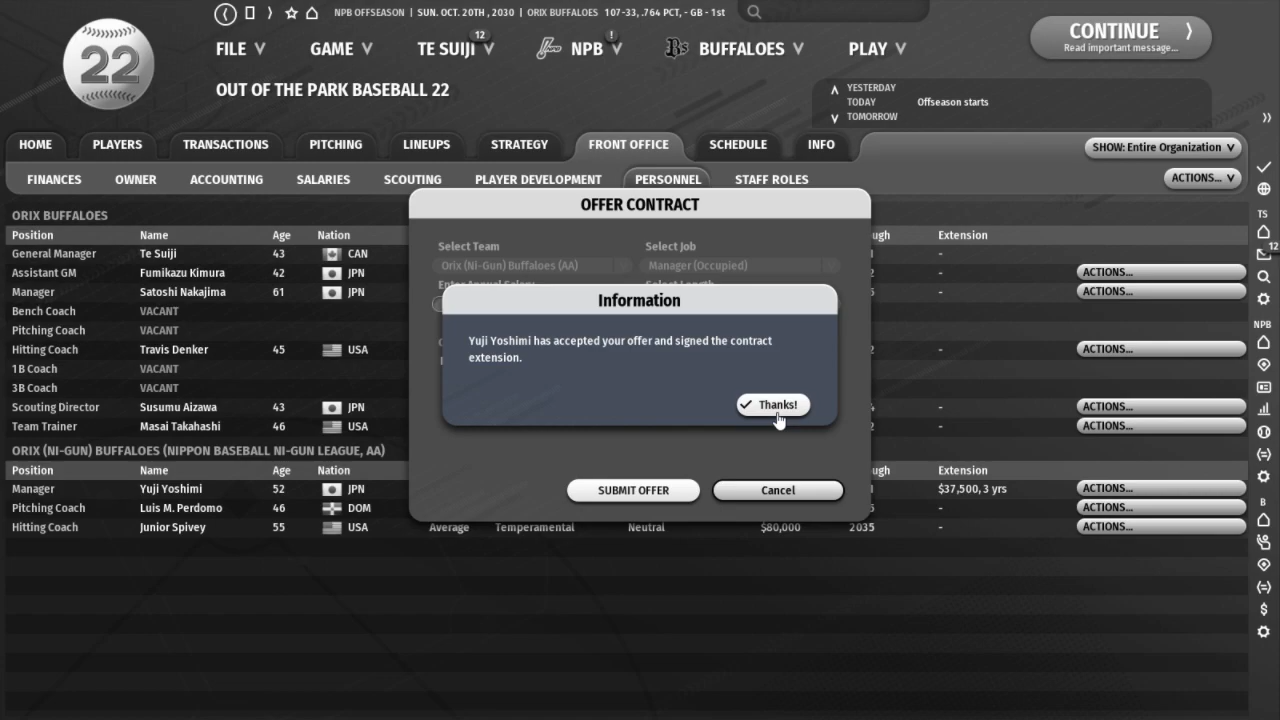 NPB OFFSEASON | SUN. OCT. 20TH , 2030 | ORIX BUFFALOES 107-33, .764 PCT, - GB - 1st
CONTINUE
Read important message...
22
FILE GAME TE SUIJI 12 NPB ! BUFFALOES PLAY
OUT OF THE PARK BASEBALL 22
YESTERDAY
TODAY Offseason starts
TOMORROW
HOME PLAYERS TRANSACTIONS PITCHING LINEUPS STRATEGY FRONT OFFICE SCHEDULE INFO SHOW: Entire Organization
FINANCES OWNER ACCOUNTING SALARIES SCOUTING PLAYER DEVELOPMENT PERSONNEL STAFF ROLES ACTIONS...
ORIX BUFFALOES
Position Name Age Nation Extension
General Manager Te Suiji 43 CAN -
Assistant GM Fumikazu Kimura 42 JPN - ACTIONS...
Manager Satoshi Nakajima 61 JPN - ACTIONS...
Bench Coach VACANT
Pitching Coach VACANT
Hitting Coach Travis Denker 45 USA - ACTIONS...
1B Coach VACANT
3B Coach VACANT
Scouting Director Susumu Aizawa 43 JPN - ACTIONS...
Team Trainer Masai Takahashi 46 USA - ACTIONS...
ORIX (NI-GUN) BUFFALOES (NIPPON BASEBALL NI-GUN LEAGUE, AA)
Position Name Age Nation Extension
Manager Yuji Yoshimi 52 JPN $37,500, 3 yrs ACTIONS...
Pitching Coach Luis M. Perdomo 46 DOM - ACTIONS...
Hitting Coach Junior Spivey 55 USA Average Temperamental Neutral $80,000 2035 - ACTIONS...
OFFER CONTRACT
Select Team Select Job
Orix (Ni-Gun) Buffaloes (AA) Manager (Occupied)
Information
Yuji Yoshimi has accepted your offer and signed the contract
extension.
Thanks!
SUBMIT OFFER Cancel
TS
12
NPB
B